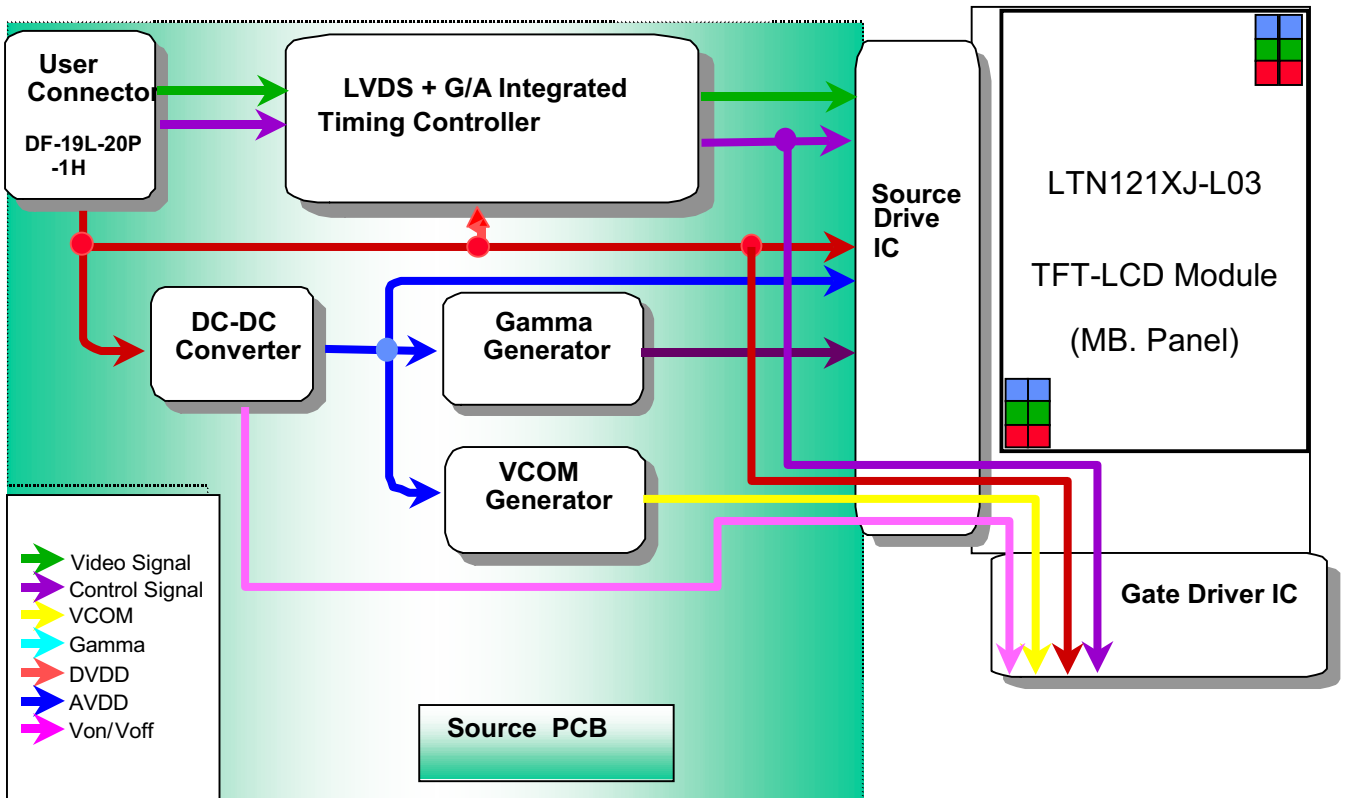 User
Connector
DF-19L-20P
-1H
LVDS + G/A Integrated
Timing Controller
Source
Drive
IC
LTN121XJ-L03
TFT-LCD Module
(MB. Panel)
DC-DC
Converter
Gamma
Generator
VCOM
Generator
Gate Driver IC
Video Signal
Control Signal
VCOM
Gamma
DVDD
AVDD
Von/Voff
Source PCB